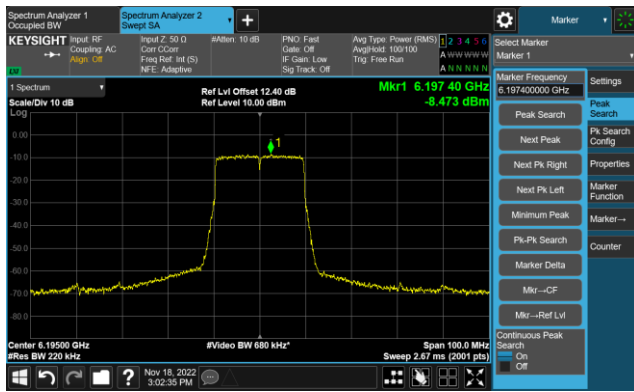 Spectrum Analyzer 1
Occupied BW
Spectrum Analyzer 2
Swept SA
+
Marker
KEYSIGHT
Input: RF
Coupling: AC
Align: Off
Input Z: 50 Ω
Corr CCorr
Freq Ref: Int (S)
NFE: Adaptive
#Atten: 10 dB
PNO: Fast
Gate: Off
IF Gain: Low
Sig Track: Off
Avg Type: Power (RMS)
Avg|Hold: 100/100
Trig: Free Run
1 2 3 4 5 6
A W W W W W
A N N N N N
Select Marker
Marker 1
1 Spectrum
Scale/Div 10 dB
Log
Ref Lvl Offset 12.40 dB
Ref Level 10.00 dBm
Mkr1 6.197 40 GHz
-8.473 dBm
1
0.00
-10.0
-20.0
-30.0
-40.0
-50.0
-60.0
-70.0
-80.0
Center 6.19500 GHz
#Res BW 220 kHz
#Video BW 680 kHz*
Span 100.0 MHz
Sweep 2.67 ms (2001 pts)
Marker Frequency
6.197400000 GHz
Peak Search
Next Peak
Next Pk Right
Next Pk Left
Minimum Peak
Pk-Pk Search
Marker Delta
Mkr→CF
Mkr→Ref Lvl
Continuous Peak
Search
On
Off
Settings
Peak
Search
Pk Search
Config
Properties
Marker
Function
Marker→
Counter
?
Nov 18, 2022
3:02:35 PM